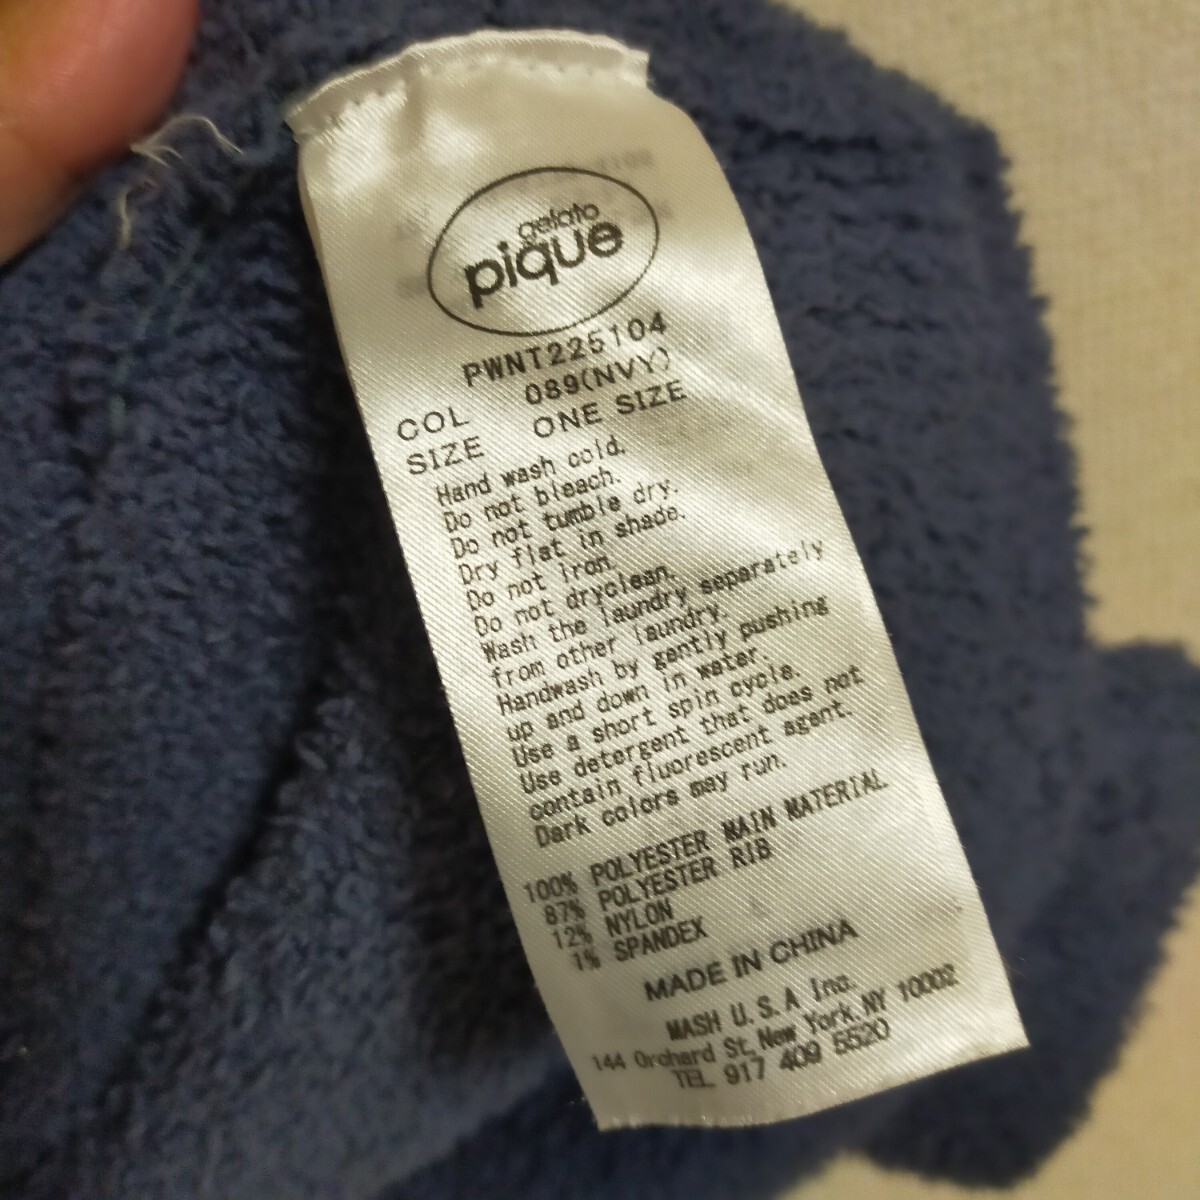 gelato
pique
PWNT225104
COL 089(NVY)
SIZE ONE SIZE
Hand wash cold.
Do not bleach.
Do not tumble dry.
Dry flat in shade.
Do not iron.
Do not dryclean.
Wash the laundry separately
from other laundry.
Handwash by gently pushing
up and down in water.
Use a short spin cycle.
Use detergent that does not
contain fluorescent agent.
Dark colors may run.
100% POLYESTER MAIN MATERIAL
87% POLYESTER RIB
12% NYLON
1% SPANDEX
MADE IN CHINA
MASH U.S.A Inc.
144 Orchard St, New York, NY 10002
TEL 917 409 5520